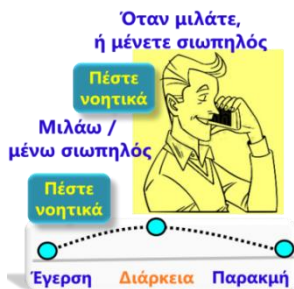 Όταν μιλάτε,
ή μένετε σιωπηλός
Πέστε
νοητικά
Μιλάω /
μένω σιωπηλός
Πέστε
νοητικά
Έγερση Διάρκεια Παρακμή